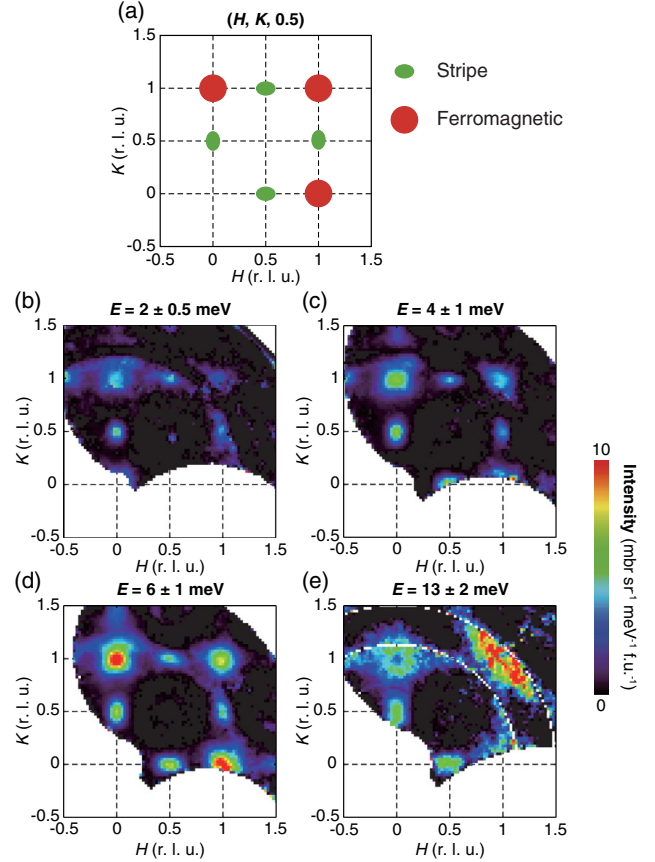 (a)
(H, K, 0.5)
1.5
1
0.5
0
-0.5
K (r. l. u.)
-0.5 0 0.5 1 1.5
H (r. l. u.)
Stripe
Ferromagnetic
(b)
E = 2 ± 0.5 meV
1.5
1
0.5
0
-0.5
K (r. l. u.)
-0.5 0 0.5 1 1.5
H (r. l. u.)
(c)
E = 4 ± 1 meV
1.5
1
0.5
0
-0.5
K (r. l. u.)
-0.5 0 0.5 1 1.5
H (r. l. u.)
(d)
E = 6 ± 1 meV
1.5
1
0.5
0
-0.5
K (r. l. u.)
-0.5 0 0.5 1 1.5
H (r. l. u.)
(e)
E = 13 ± 2 meV
1.5
1
0.5
0
-0.5
K (r. l. u.)
-0.5 0 0.5 1 1.5
H (r. l. u.)
10
Intensity (mbr sr⁻¹ meV⁻¹ f.u.⁻¹)
0